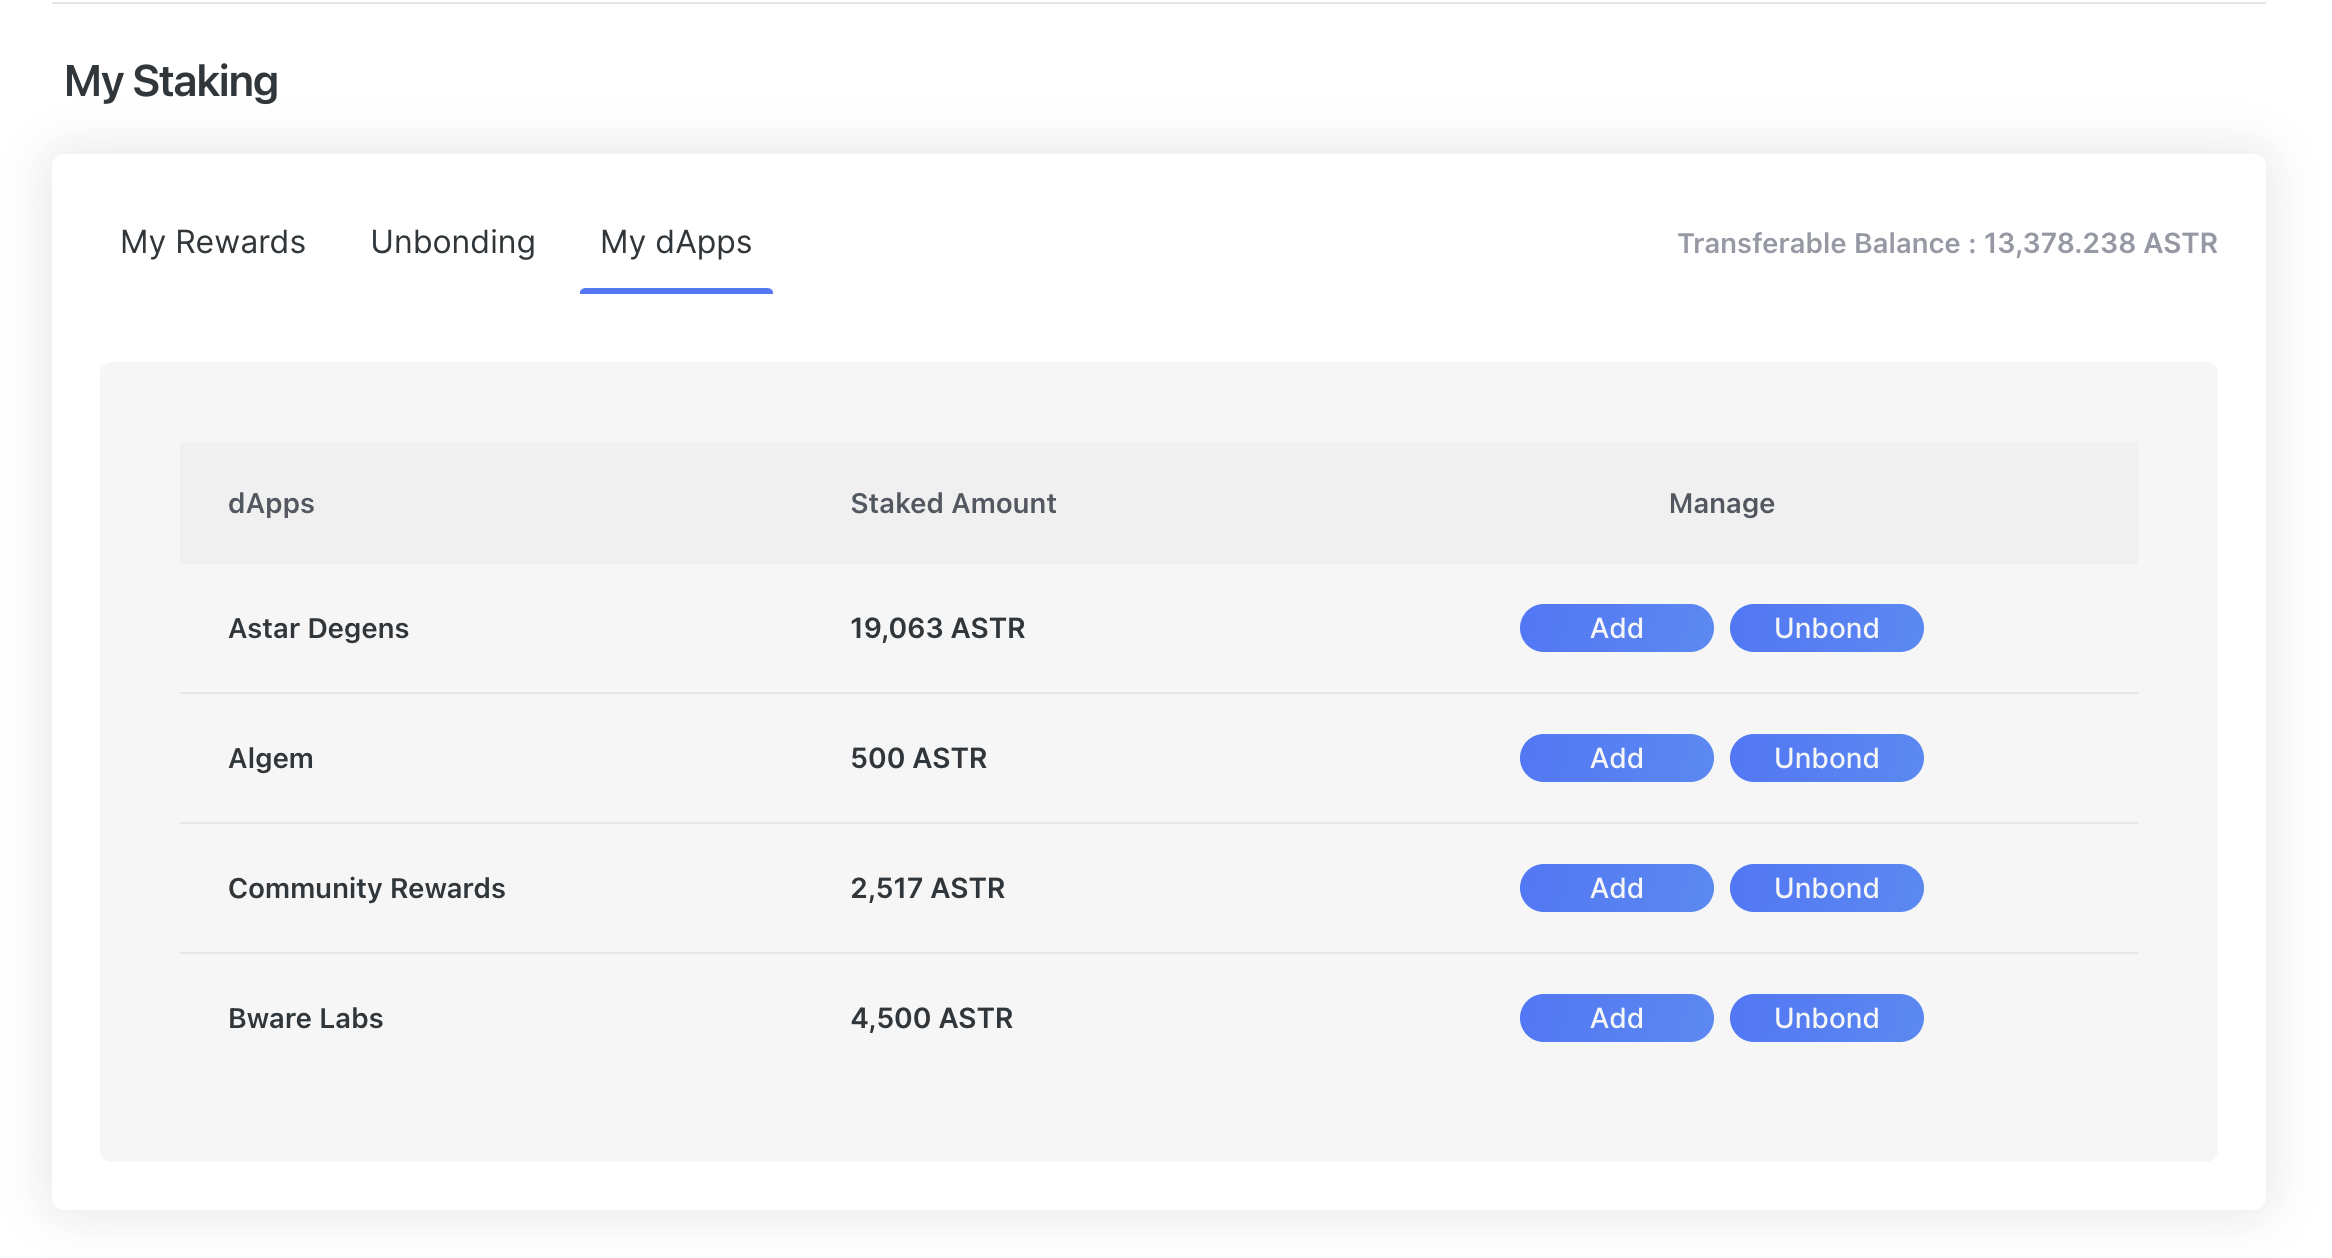 My Staking
My Rewards Unbonding My dApps Transferable Balance : 13,378.238 ASTR
dApps Staked Amount Manage
Astar Degens 19,063 ASTR Add Unbond
Algem 500 ASTR Add Unbond
Community Rewards 2,517 ASTR Add Unbond
Bware Labs 4,500 ASTR Add Unbond